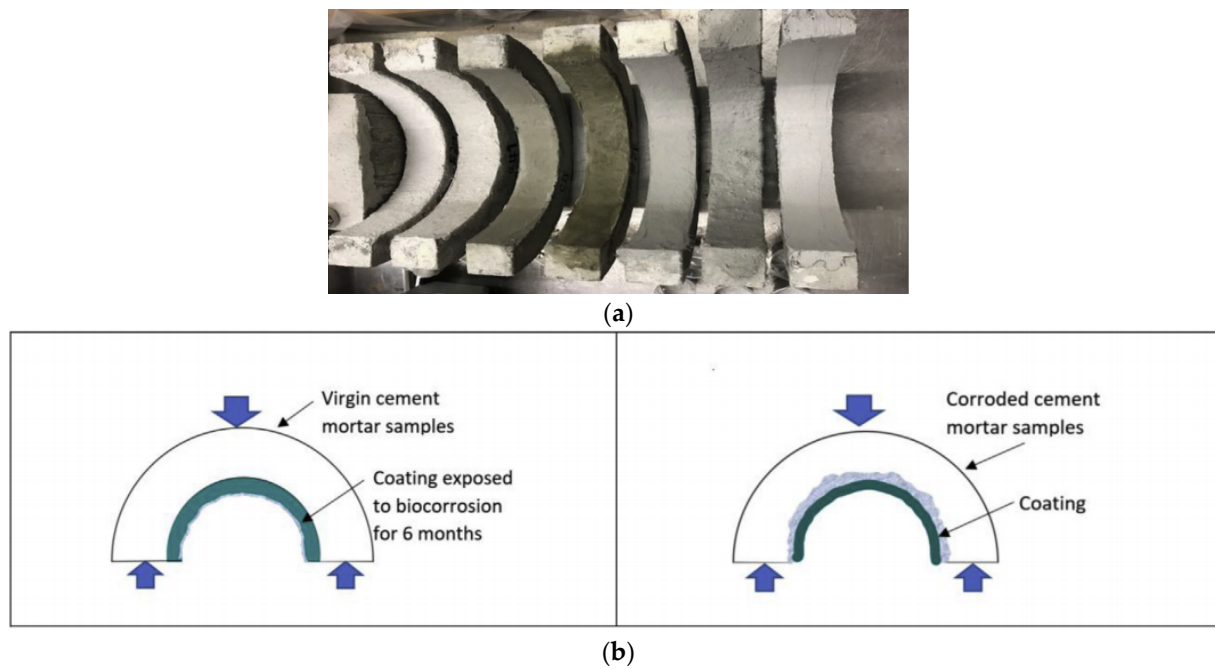 (a)
Virgin cement
mortar samples
Coating exposed
to biocorrosion
for 6 months
Corroded cement
mortar samples
Coating
(b)